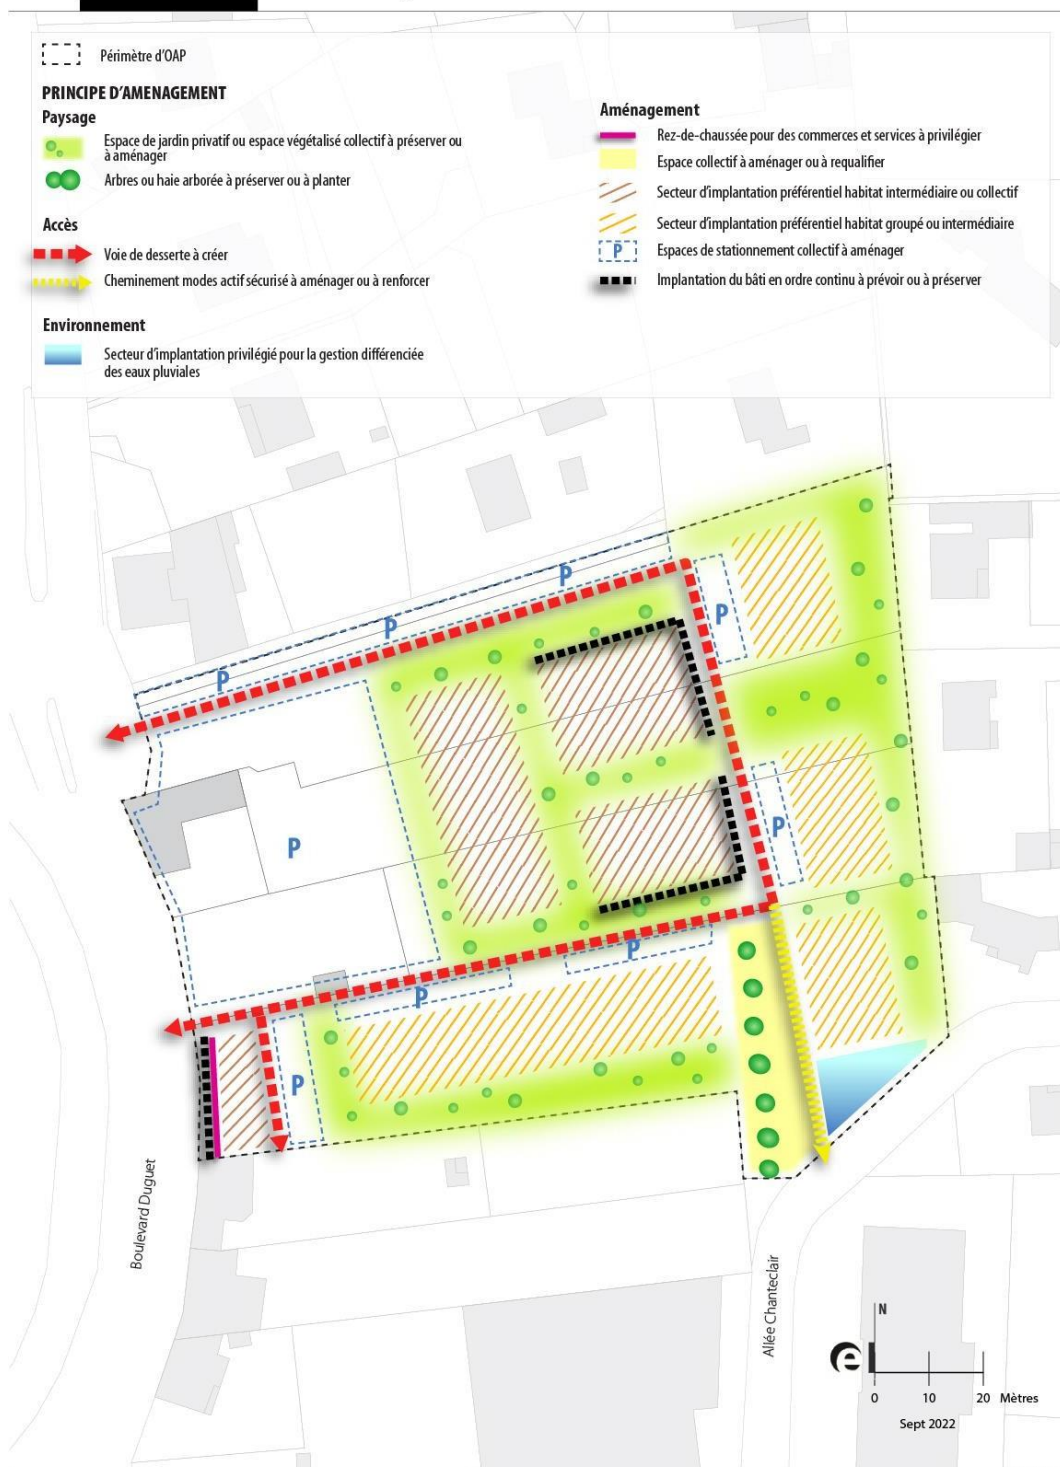 Périmètre d'OAP
PRINCIPE D'AMENAGEMENT
Paysage
Espace de jardin privatif ou espace végétalisé collectif à préserver ou
à aménager
Arbres ou haie arborée à préserver ou à planter
Accès
Voie de desserte à créer
Cheminement modes actif sécurisé à aménager ou à renforcer
Environnement
Secteur d'implantation privilégié pour la gestion différenciée
des eaux pluviales
Aménagement
Rez-de-chaussée pour des commerces et services à privilégier
Espace collectif à aménager ou à requalifier
Secteur d'implantation préférentiel habitat intermédiaire ou collectif
Secteur d'implantation préférentiel habitat groupé ou intermédiaire
P
Espaces de stationnement collectif à aménager
Implantation du bâti en ordre continu à prévoir ou à préserver
P
P
P
P
P
P
P
P
P
Boulevard Duguet
Allée Chanteclair
N
e
0 10 20 Mètres
Sept 2022